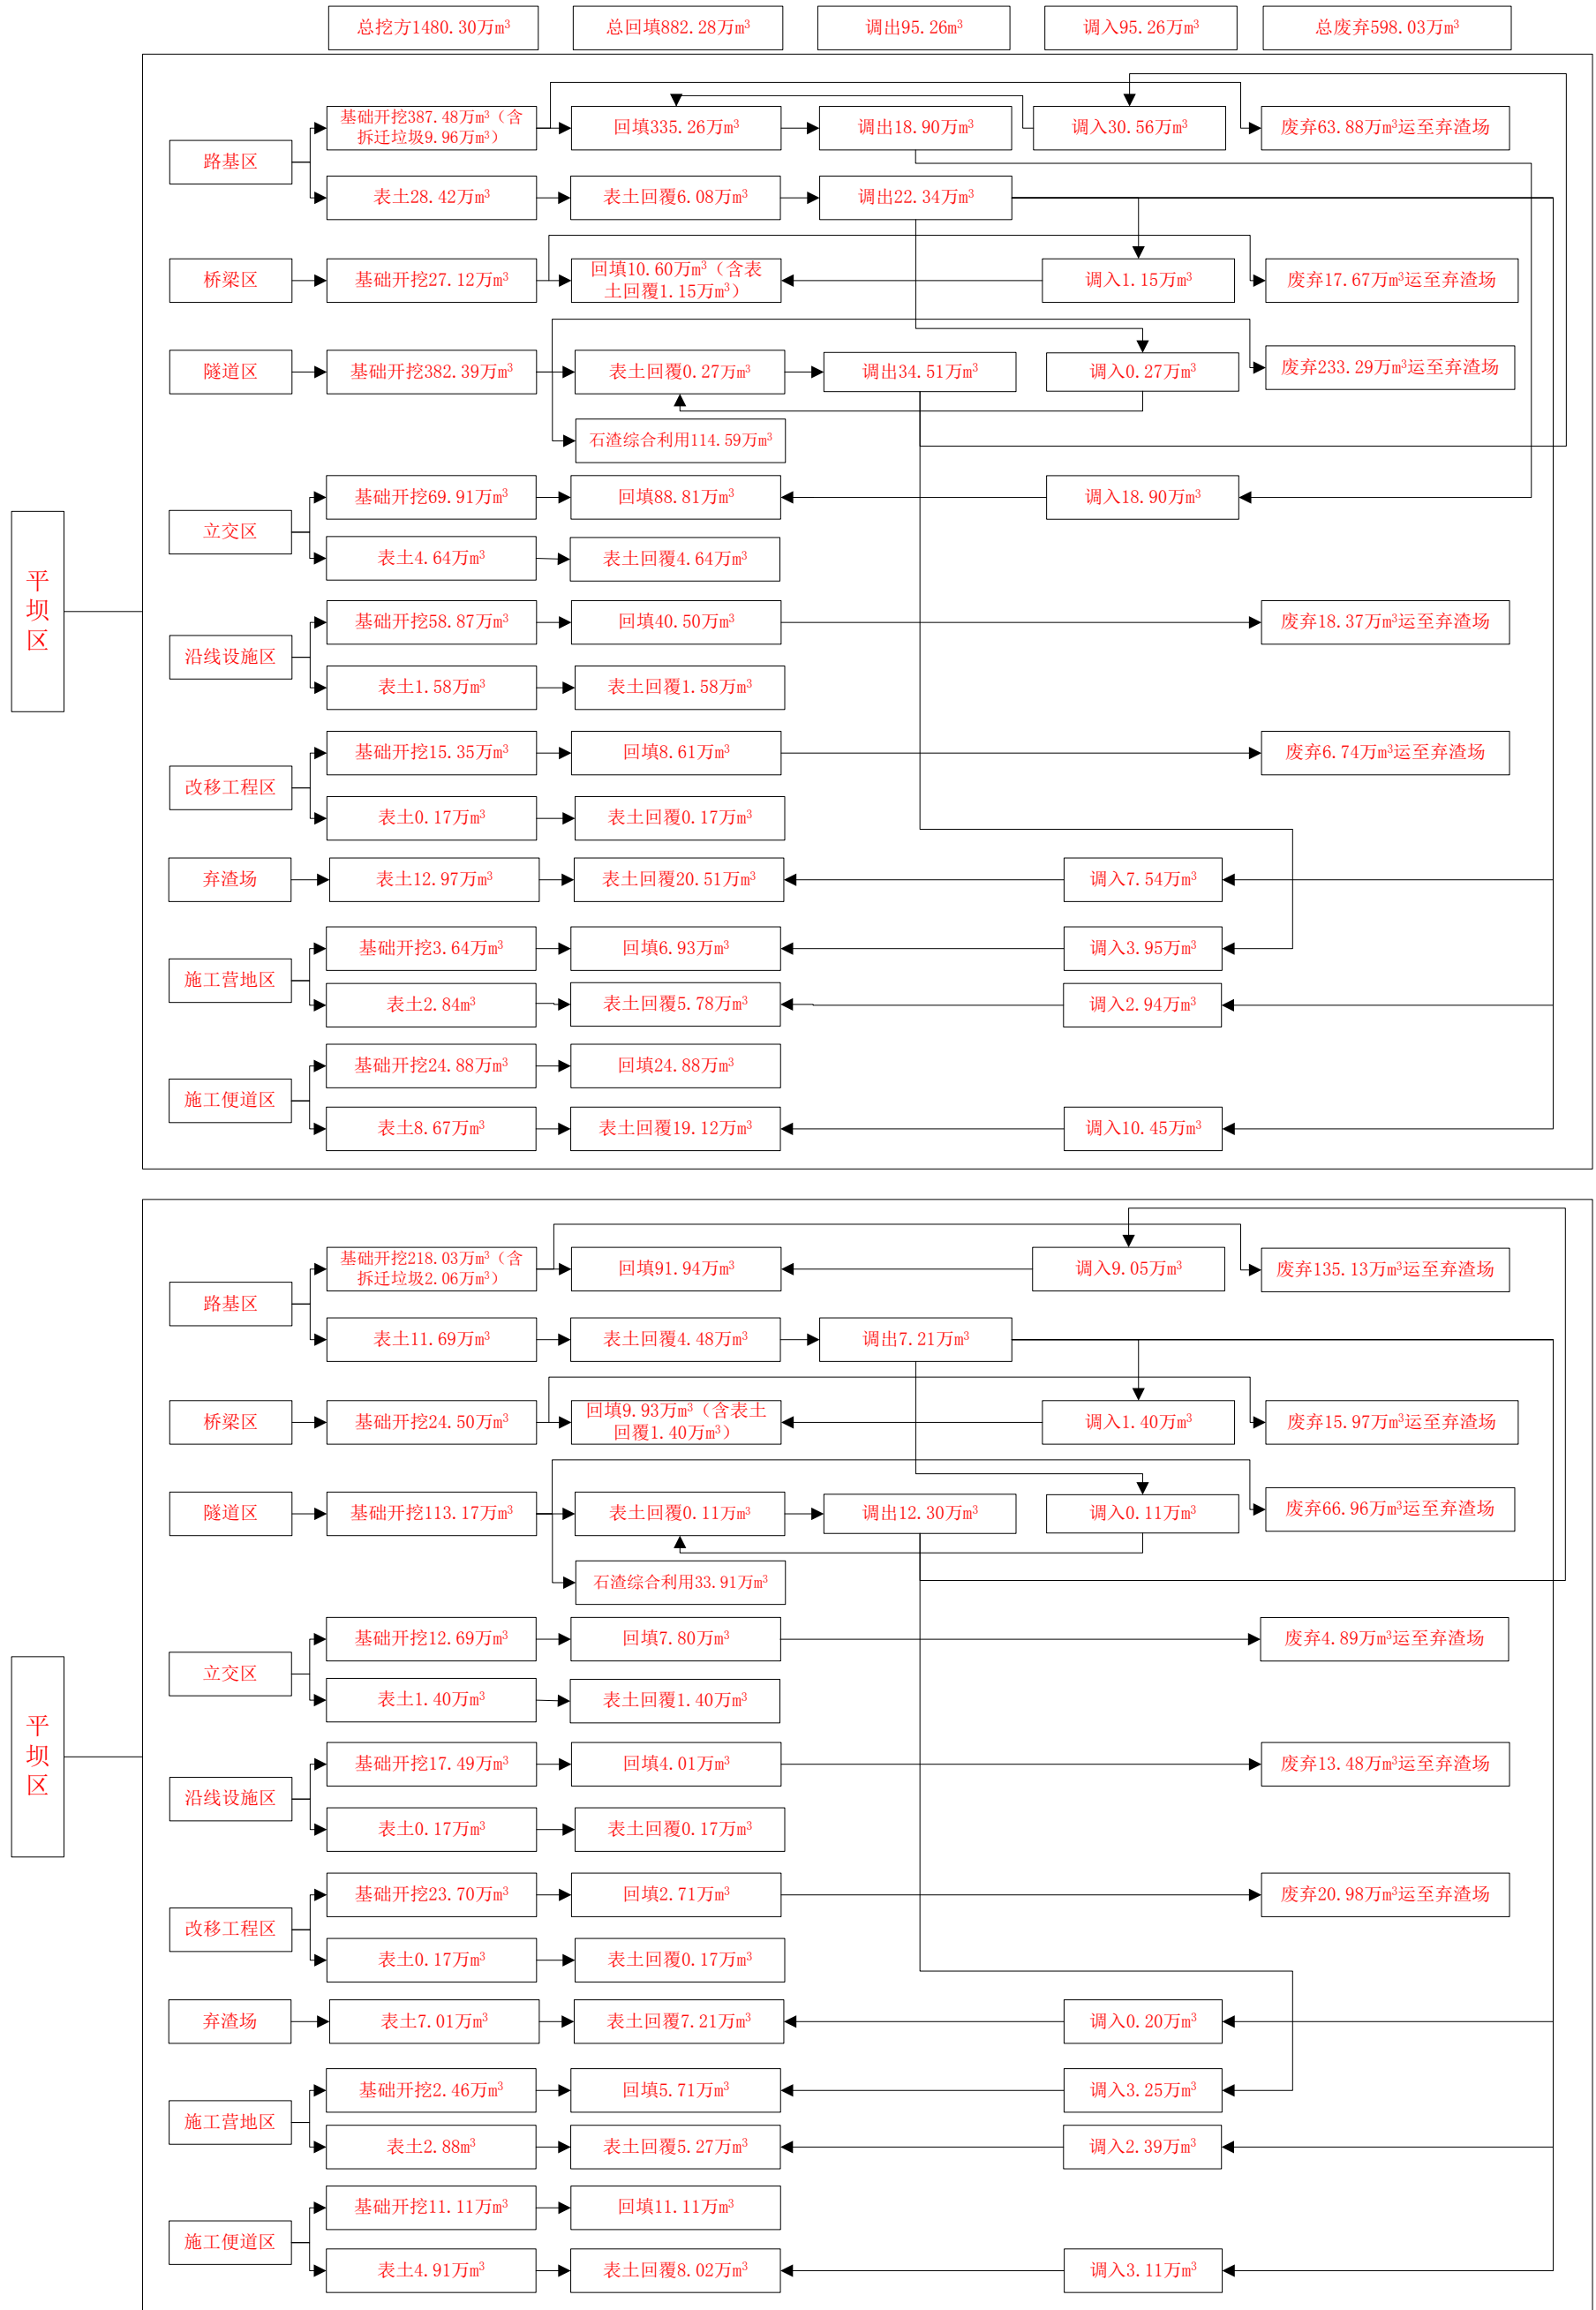 总挖方1480.30万m³
总回填882.28万m³
调出95.26m³
调入95.26万m³
总废弃598.03万m³
平
坝
区
路基区
基础开挖387.48万m³（含
拆迁垃圾9.96万m³）
回填335.26万m³
调出18.90万m³
调入30.56万m³
废弃63.88万m³运至弃渣场
表土28.42万m³
表土回覆6.08万m³
调出22.34万m³
桥梁区
基础开挖27.12万m³
回填10.60万m³（含表
土回覆1.15万m³）
调入1.15万m³
废弃17.67万m³运至弃渣场
隧道区
基础开挖382.39万m³
表土回覆0.27万m³
调出34.51万m³
调入0.27万m³
废弃233.29万m³运至弃渣场
石渣综合利用114.59万m³
立交区
基础开挖69.91万m³
回填88.81万m³
调入18.90万m³
表土4.64万m³
表土回覆4.64万m³
沿线设施区
基础开挖58.87万m³
回填40.50万m³
废弃18.37万m³运至弃渣场
表土1.58万m³
表土回覆1.58万m³
改移工程区
基础开挖15.35万m³
回填8.61万m³
废弃6.74万m³运至弃渣场
表土0.17万m³
表土回覆0.17万m³
弃渣场
表土12.97万m³
表土回覆20.51万m³
调入7.54万m³
施工营地区
基础开挖3.64万m³
回填6.93万m³
调入3.95万m³
表土2.84m³
表土回覆5.78万m³
调入2.94万m³
施工便道区
基础开挖24.88万m³
回填24.88万m³
表土8.67万m³
表土回覆19.12万m³
调入10.45万m³
平
坝
区
路基区
基础开挖218.03万m³（含
拆迁垃圾2.06万m³）
回填91.94万m³
调入9.05万m³
废弃135.13万m³运至弃渣场
表土11.69万m³
表土回覆4.48万m³
调出7.21万m³
桥梁区
基础开挖24.50万m³
回填9.93万m³（含表土
回覆1.40万m³）
调入1.40万m³
废弃15.97万m³运至弃渣场
隧道区
基础开挖113.17万m³
表土回覆0.11万m³
调出12.30万m³
调入0.11万m³
废弃66.96万m³运至弃渣场
石渣综合利用33.91万m³
立交区
基础开挖12.69万m³
回填7.80万m³
废弃4.89万m³运至弃渣场
表土1.40万m³
表土回覆1.40万m³
沿线设施区
基础开挖17.49万m³
回填4.01万m³
废弃13.48万m³运至弃渣场
表土0.17万m³
表土回覆0.17万m³
改移工程区
基础开挖23.70万m³
回填2.71万m³
废弃20.98万m³运至弃渣场
表土0.17万m³
表土回覆0.17万m³
弃渣场
表土7.01万m³
表土回覆7.21万m³
调入0.20万m³
施工营地区
基础开挖2.46万m³
回填5.71万m³
调入3.25万m³
表土2.88m³
表土回覆5.27万m³
调入2.39万m³
施工便道区
基础开挖11.11万m³
回填11.11万m³
表土4.91万m³
表土回覆8.02万m³
调入3.11万m³